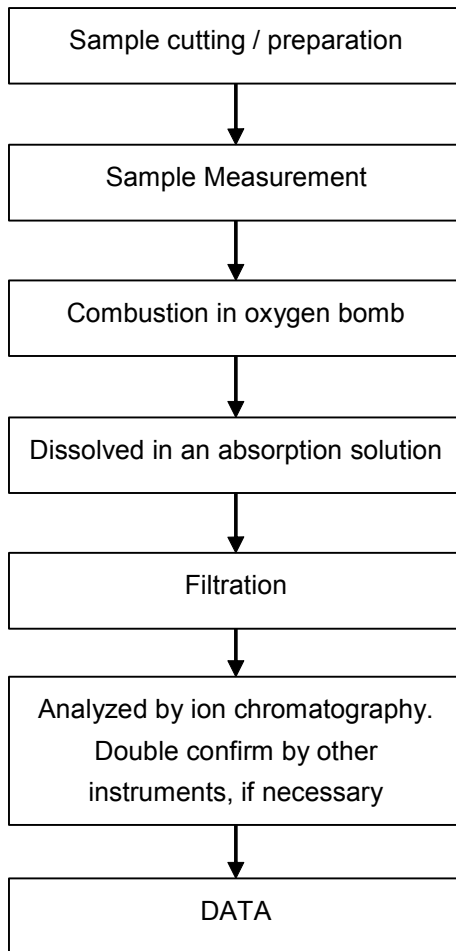 Sample cutting / preparation
Sample Measurement
Combustion in oxygen bomb
Dissolved in an absorption solution
Filtration
Analyzed by ion chromatography.
Double confirm by other
instruments, if necessary
DATA